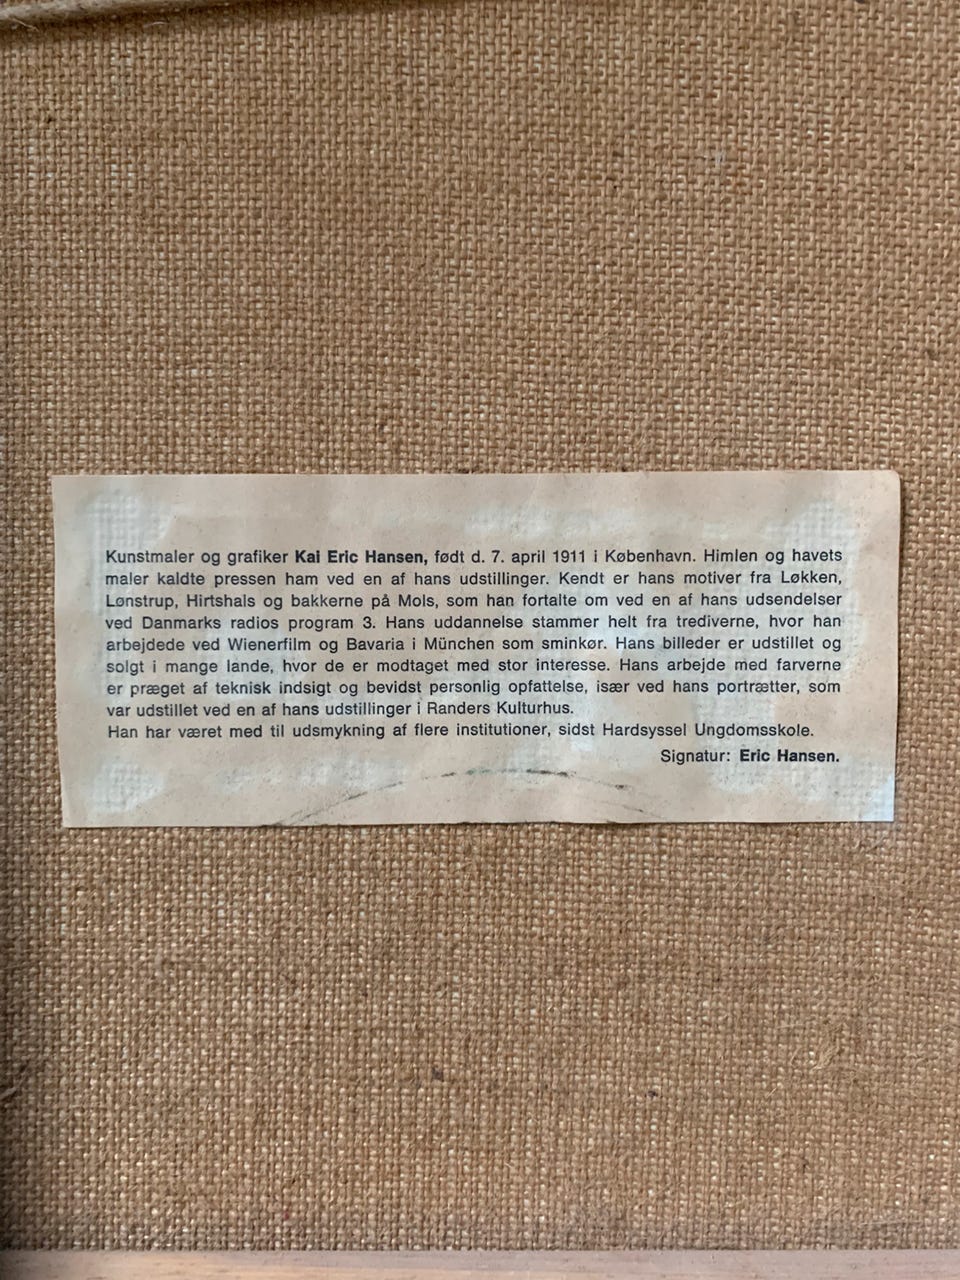 Kunstmaler og grafiker Kai Eric Hansen, født d. 7. april 1911 i København. Himlen og havets
maler kaldte pressen ham ved en af hans udstillinger. Kendt er hans motiver fra Løkken,
Lønstrup, Hirtshals og bakkerne på Mols, som han fortalte om ved en af hans udsendelser
ved Danmarks radios program 3. Hans uddannelse stammer helt fra trediverne, hvor han
arbejdede ved Wienerfilm og Bavaria i München som sminkør. Hans billeder er udstillet og
solgt i mange lande, hvor de er modtaget med stor interesse. Hans arbejde med farverne
er præget af teknisk indsigt og bevidst personlig opfattelse, især ved hans portrætter, som
var udstillet ved en af hans udstillinger i Randers Kulturhus.
Han har været med til udsmykning af flere institutioner, sidst Hardsyssel Ungdomsskole.
Signatur: Eric Hansen.